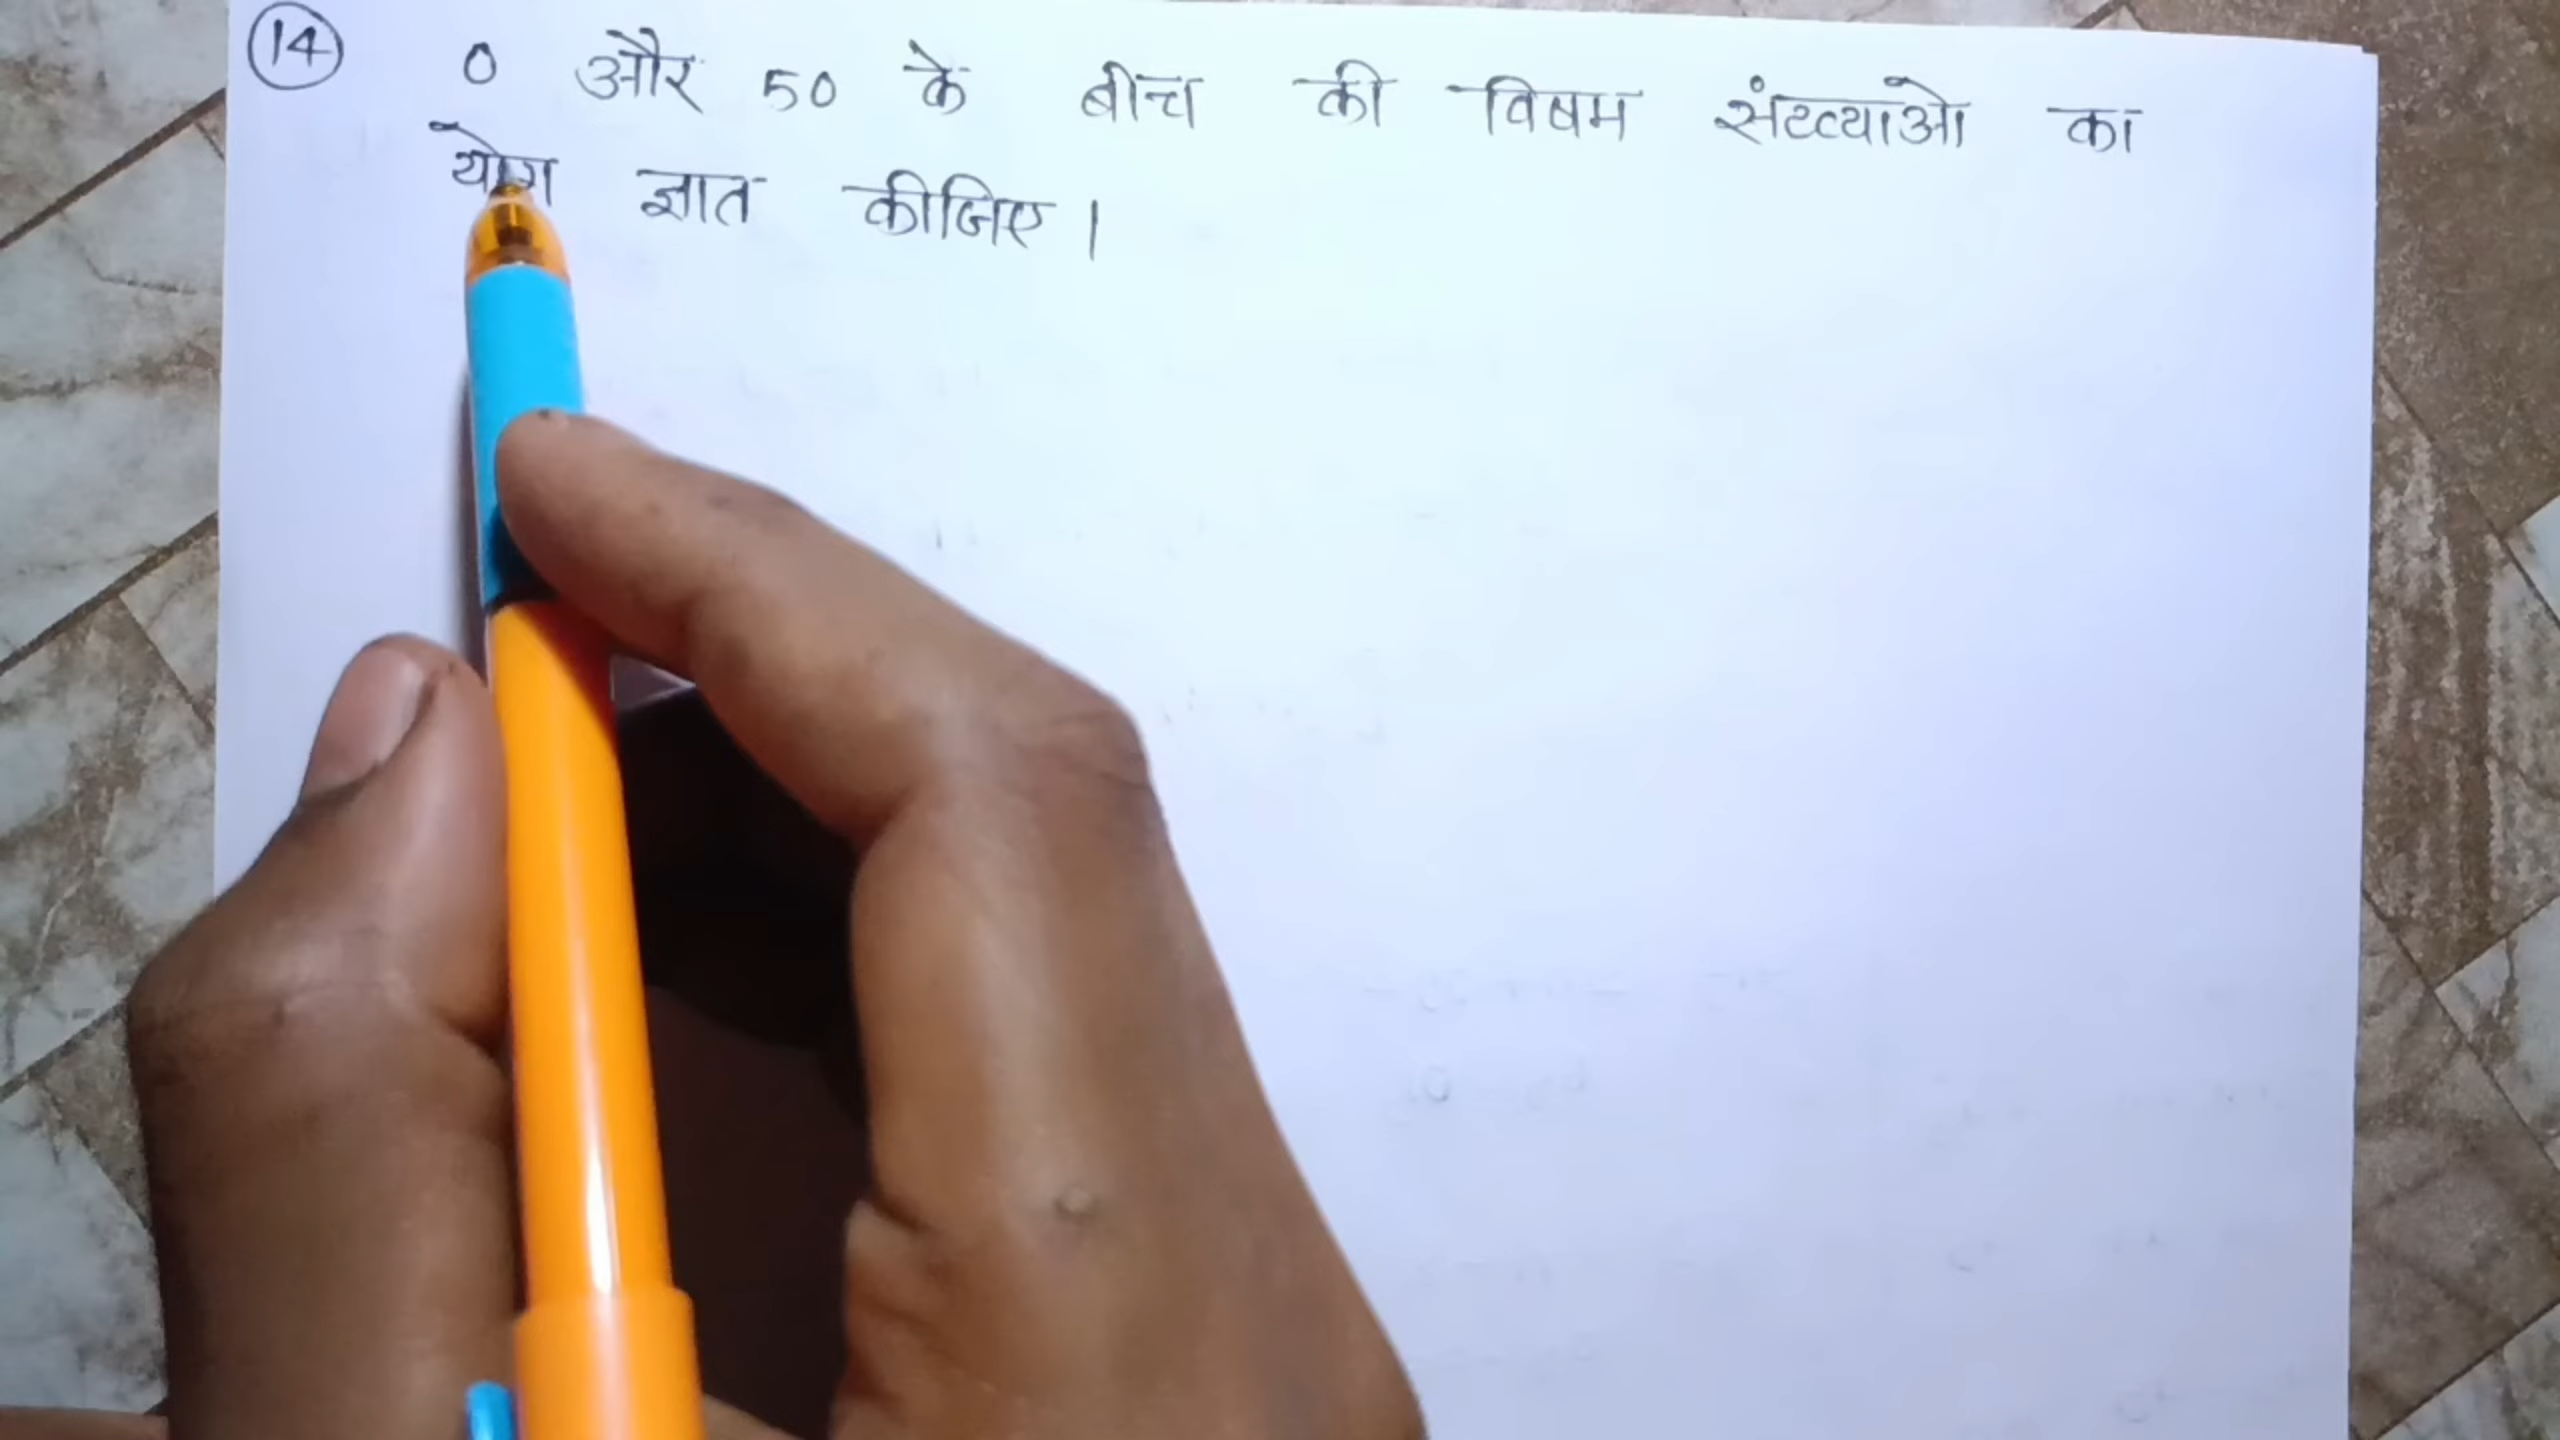 14 0 और 50 के बीच की विषम संख्याओ का
योग ज्ञात कीजिए ।